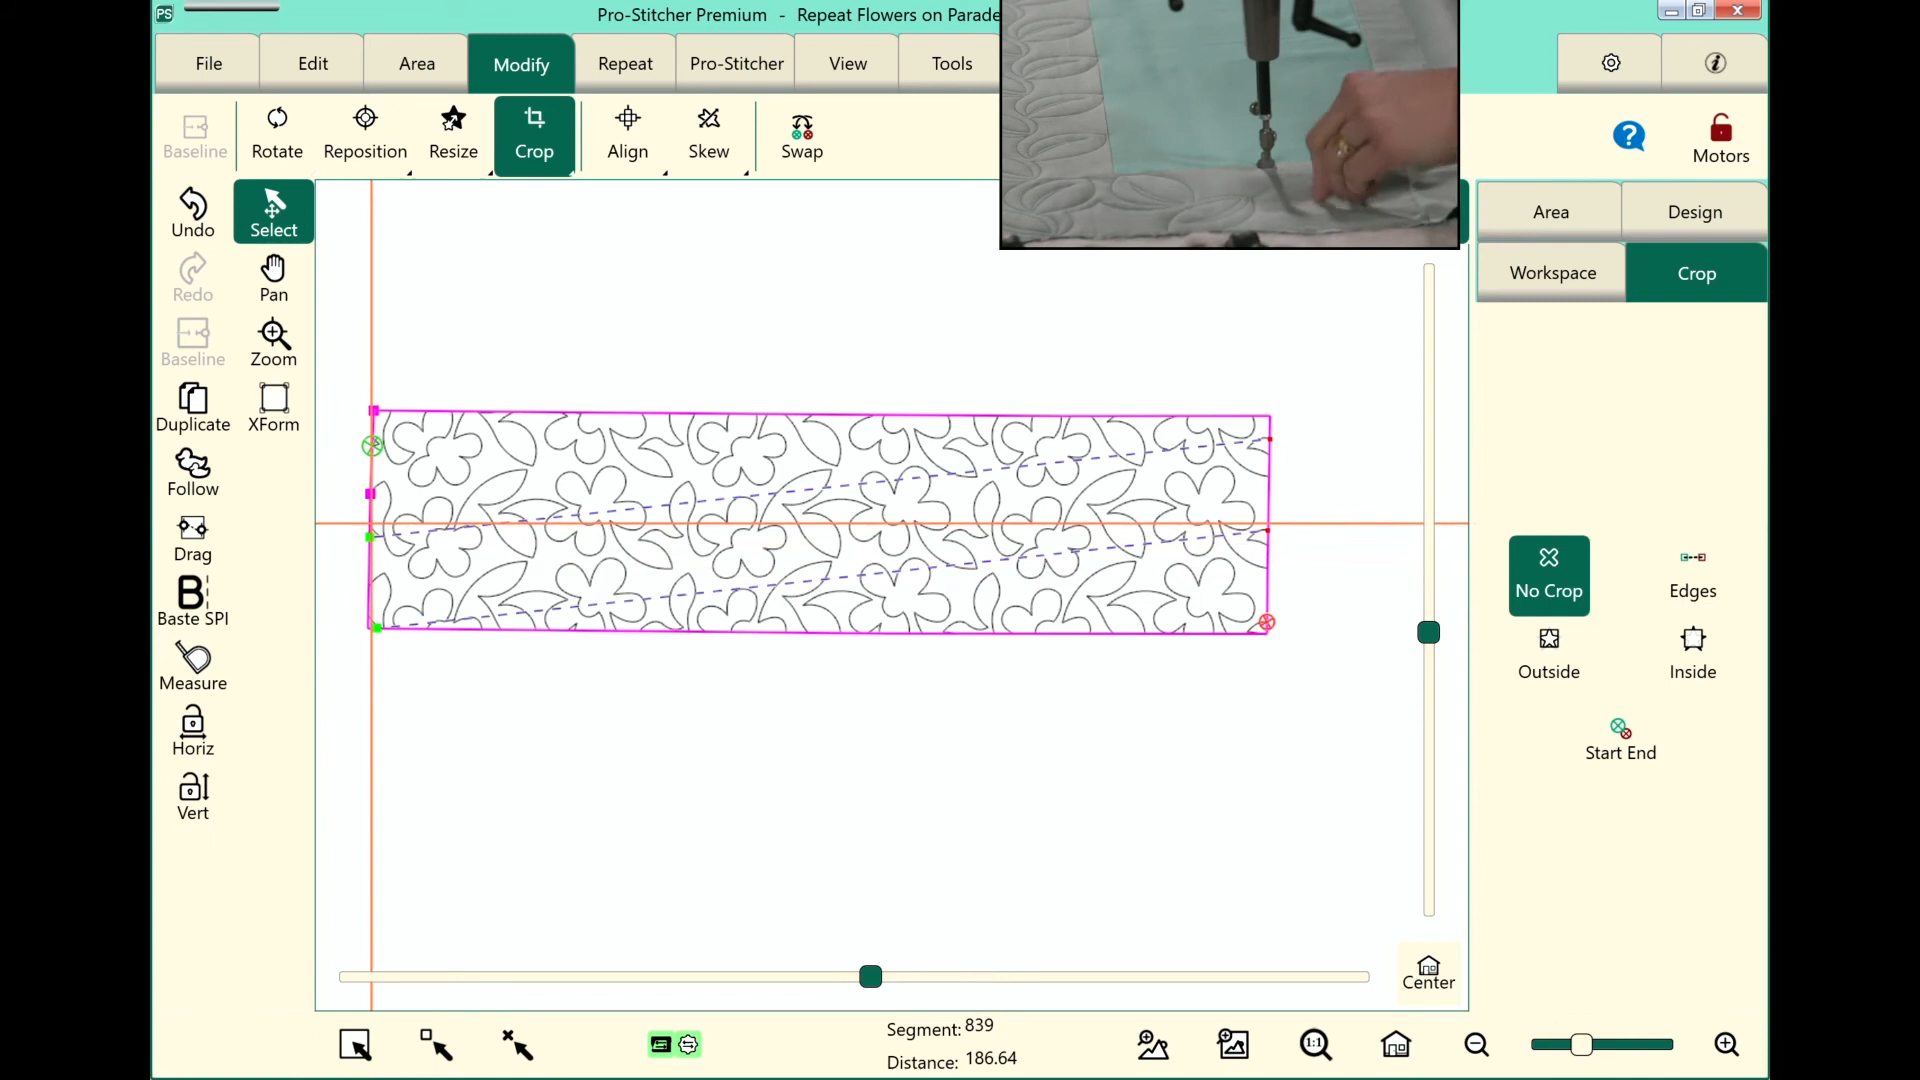 PS Pro-Stitcher Premium - Repeat Flowers on Parade
File Edit Area Modify Repeat Pro-Stitcher View Tools
Baseline Rotate Reposition Resize Crop Align Skew Swap
Motors
Undo Select
Redo Pan
Baseline Zoom
Duplicate XForm
Follow
Drag
B
Baste SPI
Measure
Horiz
Vert
Area Design
Workspace Crop
No Crop Edges
Outside Inside
Start End
Center
Segment: 839
Distance: 186.64
1:1